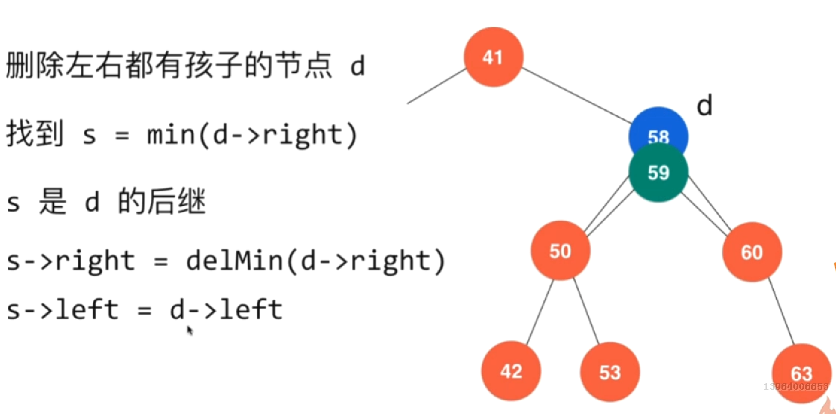 删除左右都有孩子的节点 d
找到 s = min(d->right)
s 是 d 的后继
s->right = delMin(d->right)
s->left = d->left
41
d
58
59
50
60
42
53
63